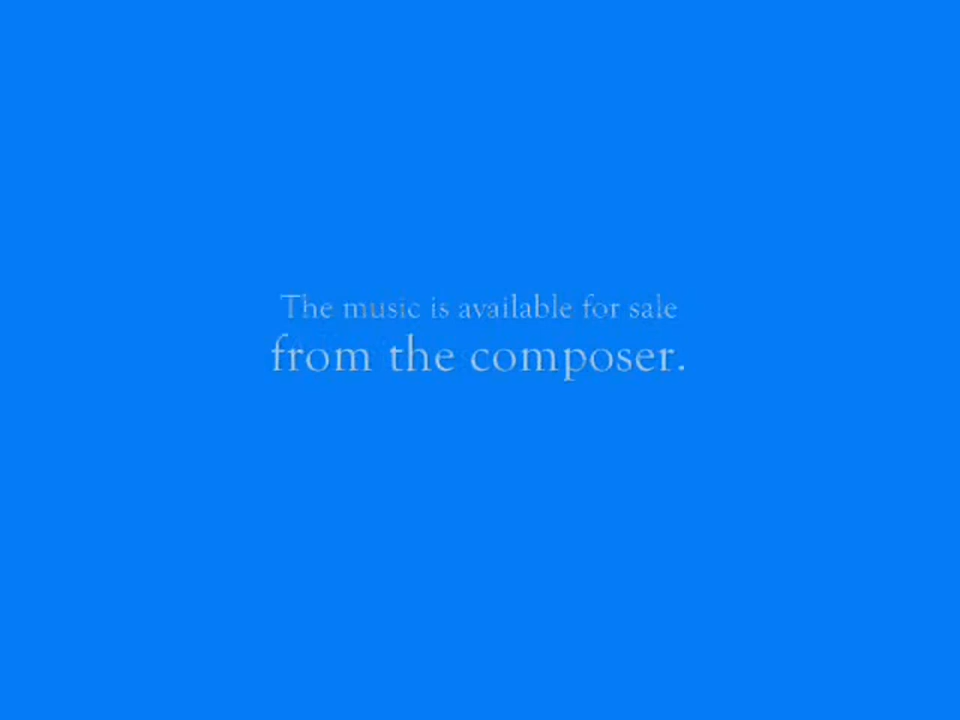 The music is available for sale
from the composer.